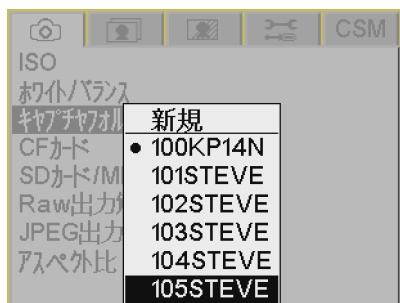 CSM
ISO
ﾎﾜｲﾄﾊﾞﾗﾝｽ
ｷｬﾌﾟﾁｬﾌｫﾙ
新規
CFｶｰﾄﾞ
100KP14N
SDｶｰﾄﾞ/M
101STEVE
Raw出力
102STEVE
JPEG出力
103STEVE
ｱｽﾍﾟｸﾄ比
104STEVE
105STEVE